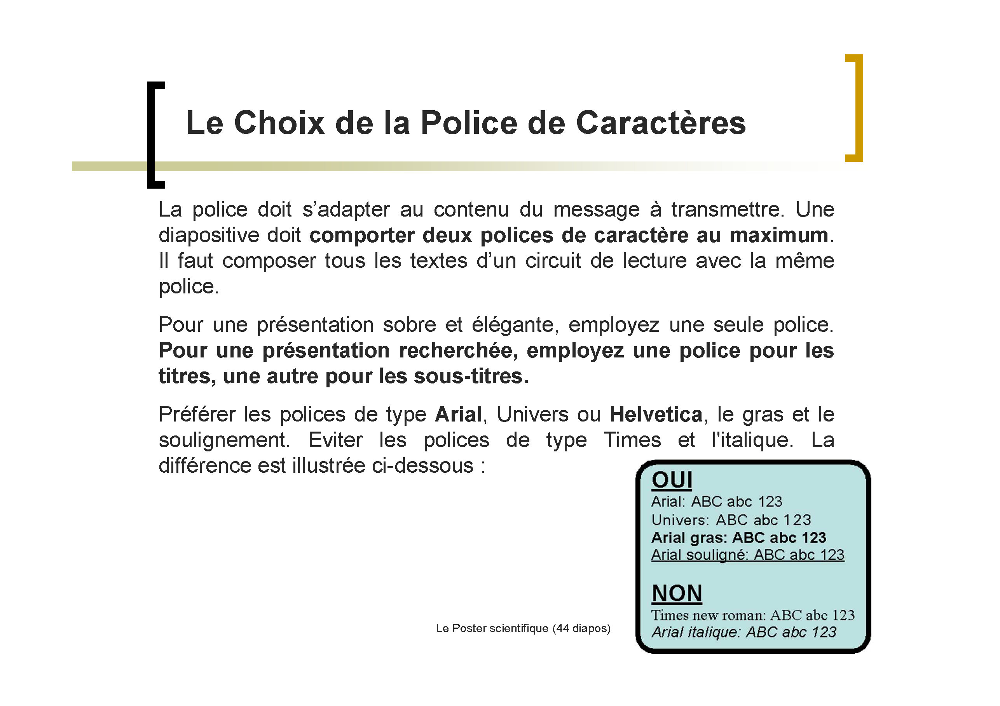 Le Choix de la Police de Caractères
La police doit s’adapter au contenu du message à transmettre. Une
diapositive doit comporter deux polices de caractère au maximum.
Il faut composer tous les textes d’un circuit de lecture avec la même
police.
Pour une présentation sobre et élégante, employez une seule police.
Pour une présentation recherchée, employez une police pour les
titres, une autre pour les sous-titres.
Préférer les polices de type Arial, Univers ou Helvetica, le gras et le
soulignement. Eviter les polices de type Times et l'italique. La
différence est illustrée ci-dessous :
OUI
Arial: ABC abc 123
Univers: ABC abc 123
Arial gras: ABC abc 123
Arial souligné: ABC abc 123
NON
Times new roman: ABC abc 123
Arial italique: ABC abc 123
Le Poster scientifique (44 diapos)